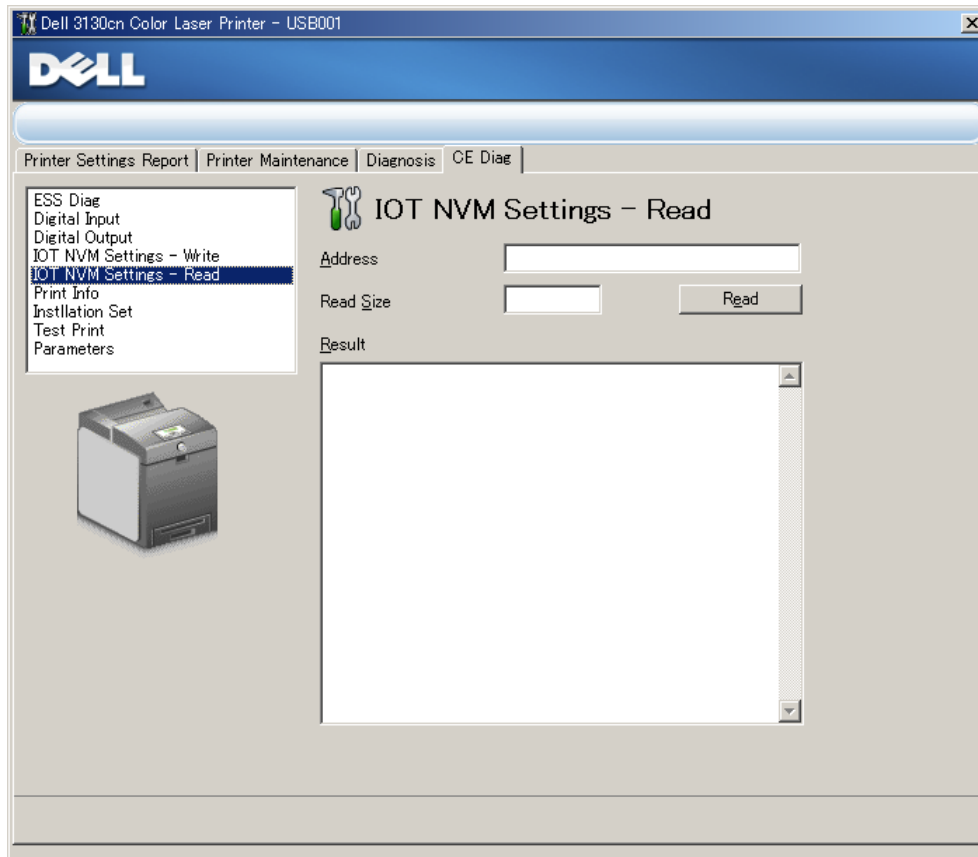 Dell 3130cn Color Laser Printer - USB001
DELL
Printer Settings Report Printer Maintenance Diagnosis CE Diag
ESS Diag
Digital Input
Digital Output
IOT NVM Settings - Write
IOT NVM Settings - Read
Print Info
Instllation Set
Test Print
Parameters
IOT NVM Settings - Read
Address
Read Size
Read
Result